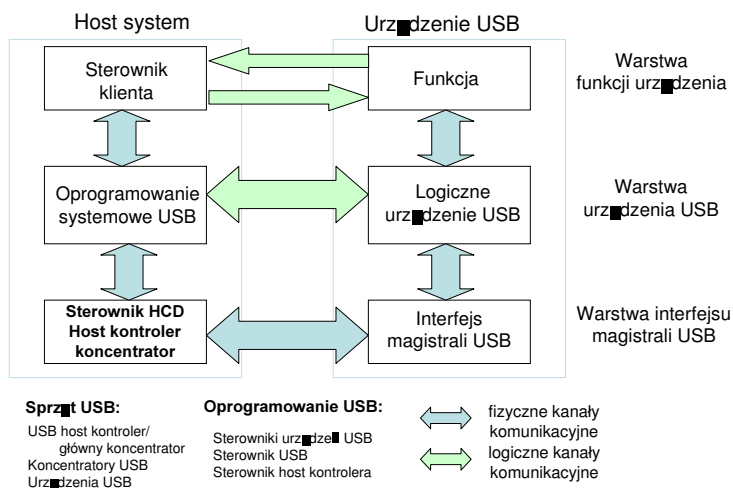 Host system
Urz■dzenie USB
Sterownik
klienta
Funkcja
Warstwa
funkcji urz■dzenia
Oprogramowanie
systemowe USB
Logiczne
urz■dzenie USB
Warstwa
urz■dzenia USB
Sterownik HCD
Host kontroler
koncentrator
Interfejs
magistrali USB
Warstwa interfejsu
magistrali USB
Sprz■t USB:
USB host kontroler/
główny koncentrator
Koncentratory USB
Urz■dzenia USB
Oprogramowanie USB:
Sterowniki urz■dze■ USB
Sterownik USB
Sterownik host kontrolera
fizyczne kanały
komunikacyjne
logiczne kanały
komunikacyjne